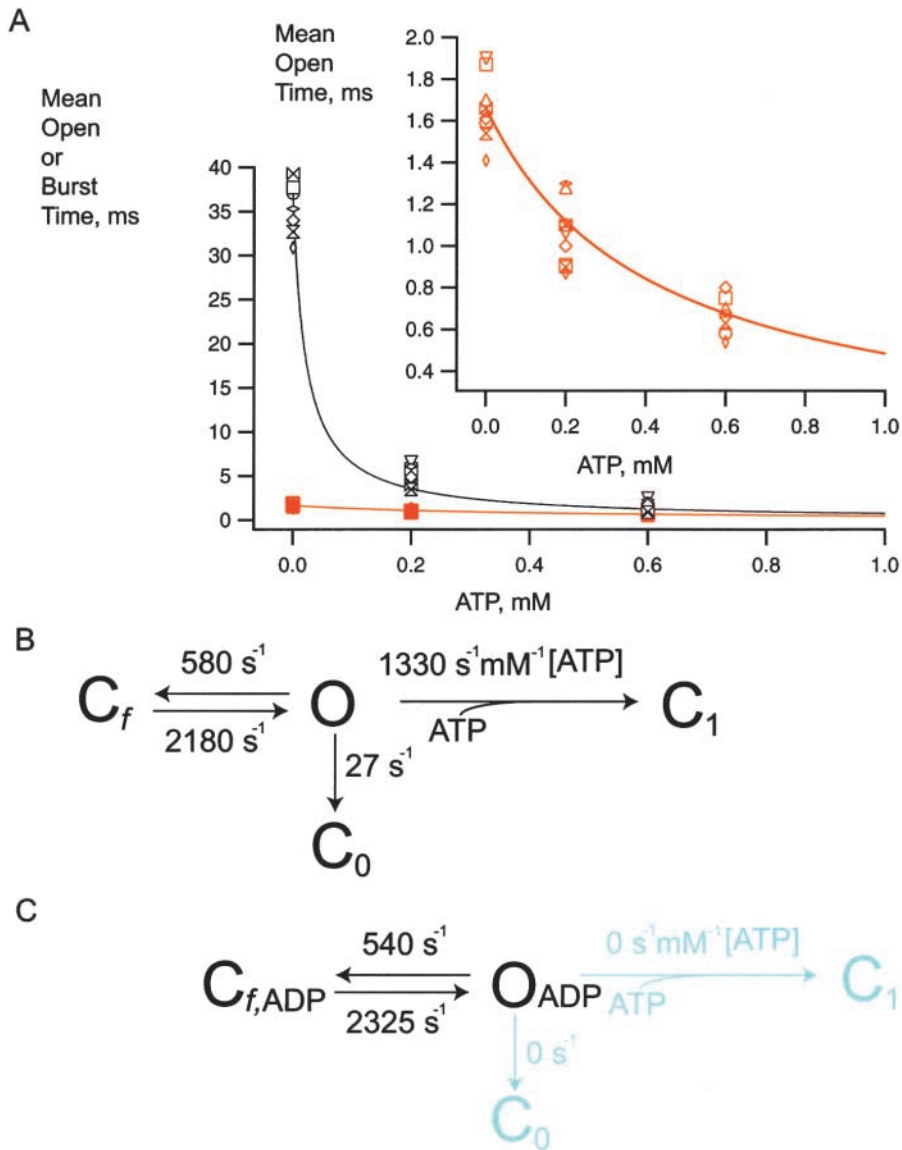 A
Mean
Open
or
Burst
Time, ms
40
35
30
25
20
15
10
5
0
0.0 0.2 0.4 0.6 0.8 1.0
ATP, mM
Mean
Open
Time, ms
2.0
1.8
1.6
1.4
1.2
1.0
0.8
0.6
0.4
0.0 0.2 0.4 0.6 0.8 1.0
ATP, mM
B
580 s⁻¹ 1330 s⁻¹mM⁻¹[ATP]
C_f O C₁
2180 s⁻¹ ATP
27 s⁻¹
C₀
C
540 s⁻¹ 0 s⁻¹mM⁻¹[ATP]
C_f,ADP O_ADP C₁
2325 s⁻¹ ATP
0 s⁻¹
C₀